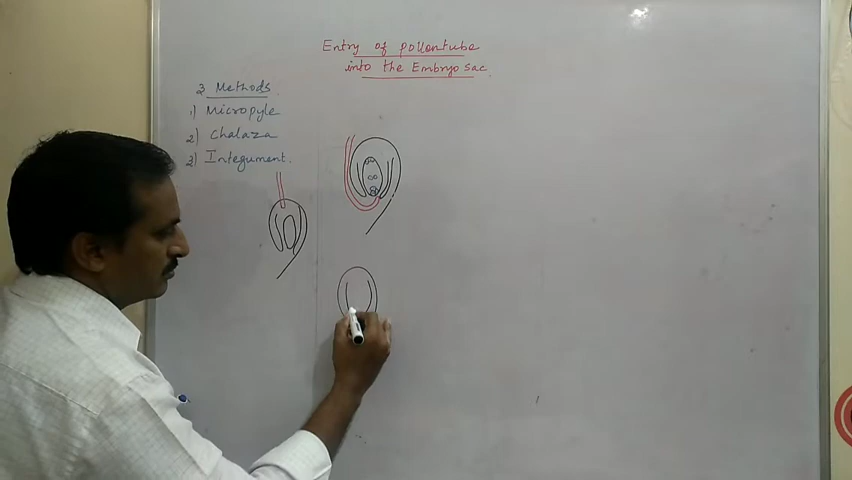 Entry of pollentube
into the Embryo sac.
3 Methods
1) Micropyle
2) Chalaza
3) Integument.